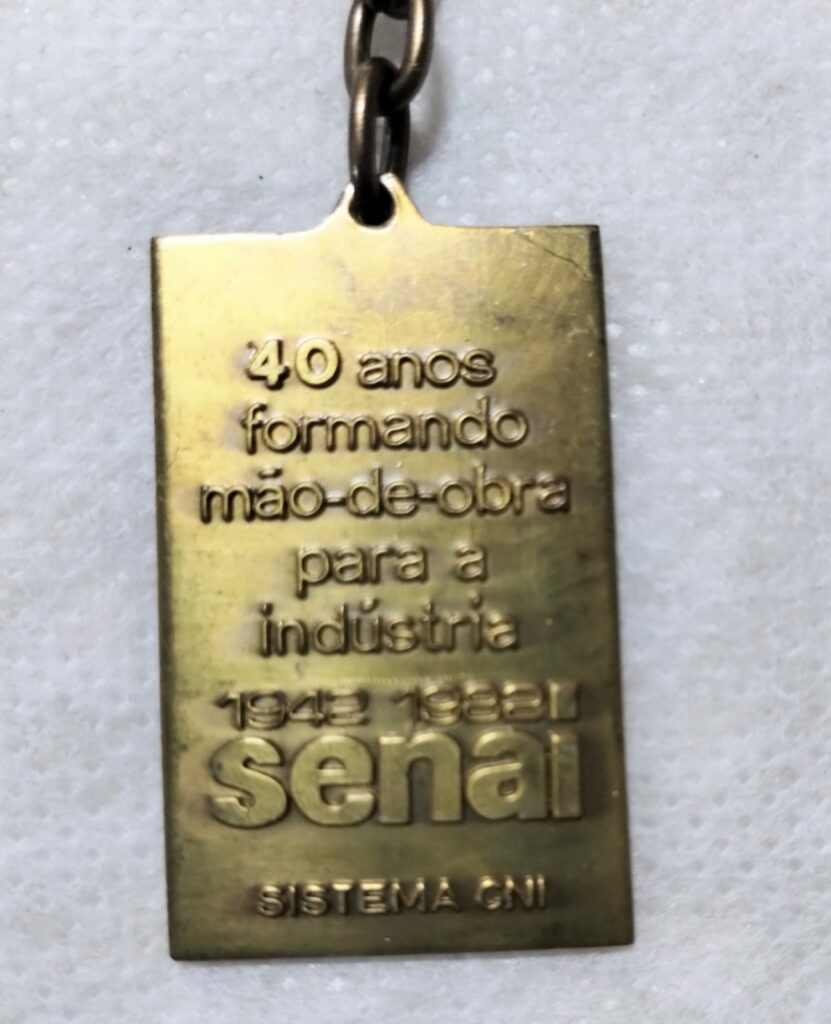 40 anos
formando
mão-de-obra
para a
indústria
1942 1982
senai
SISTEMA CNI